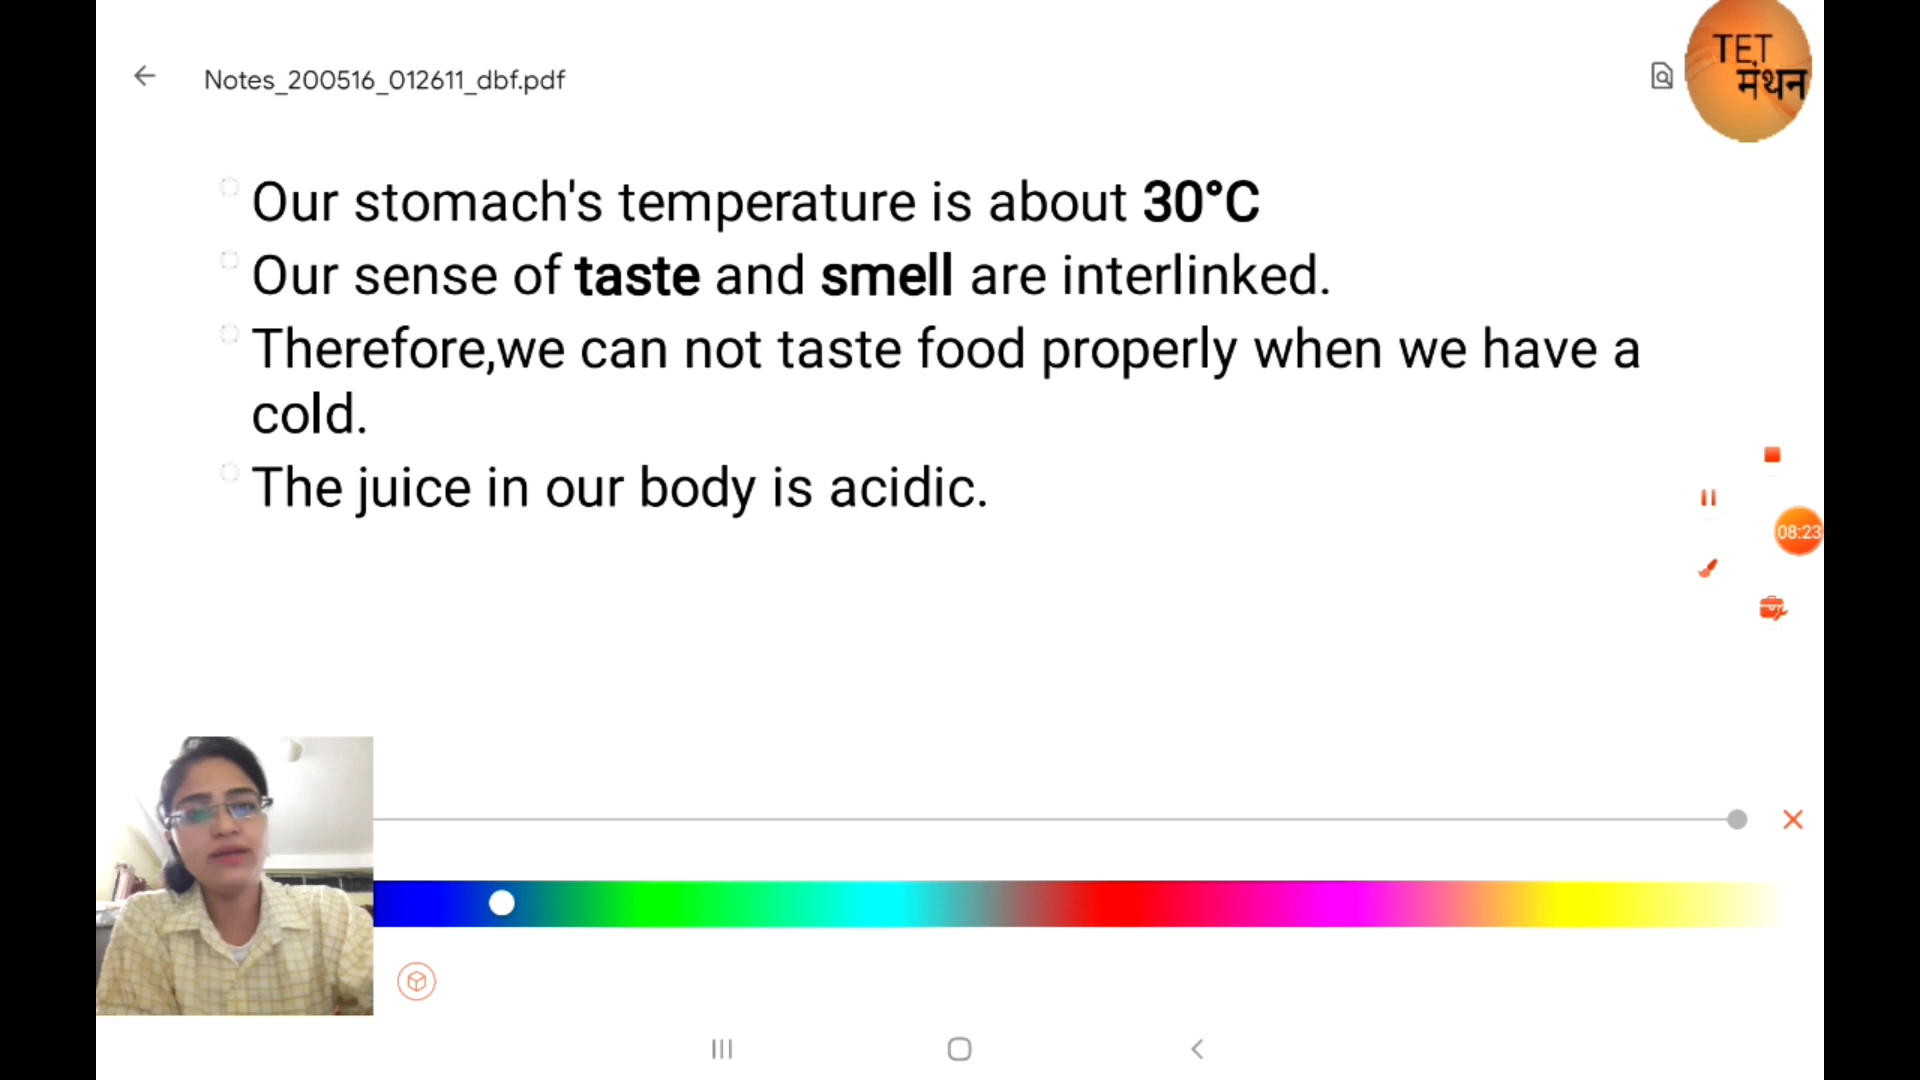 Notes_200516_012611_dbf.pdf
TET
मंथन
Our stomach's temperature is about 30°C
Our sense of taste and smell are interlinked.
Therefore,we can not taste food properly when we have a
cold.
The juice in our body is acidic.
08:23